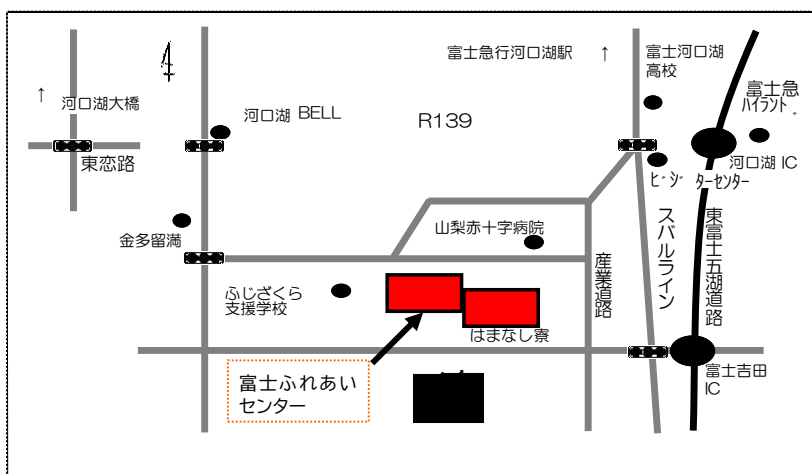 富士急行河口湖駅 ↑
富士河口湖
高校
↑ 河口湖大橋
河口湖 BELL
R139
富士急
ﾊｲﾗﾝﾄﾞ
東恋路
河口湖 IC
ﾋﾞｼﾞ ﾀｰｾﾝﾀｰ
金多留満
山梨赤十字病院
産業道路
スバルライン
東富士五湖道路
ふじざくら
支援学校
はまなし寮
富士ふれあい
センター
富士吉田
IC